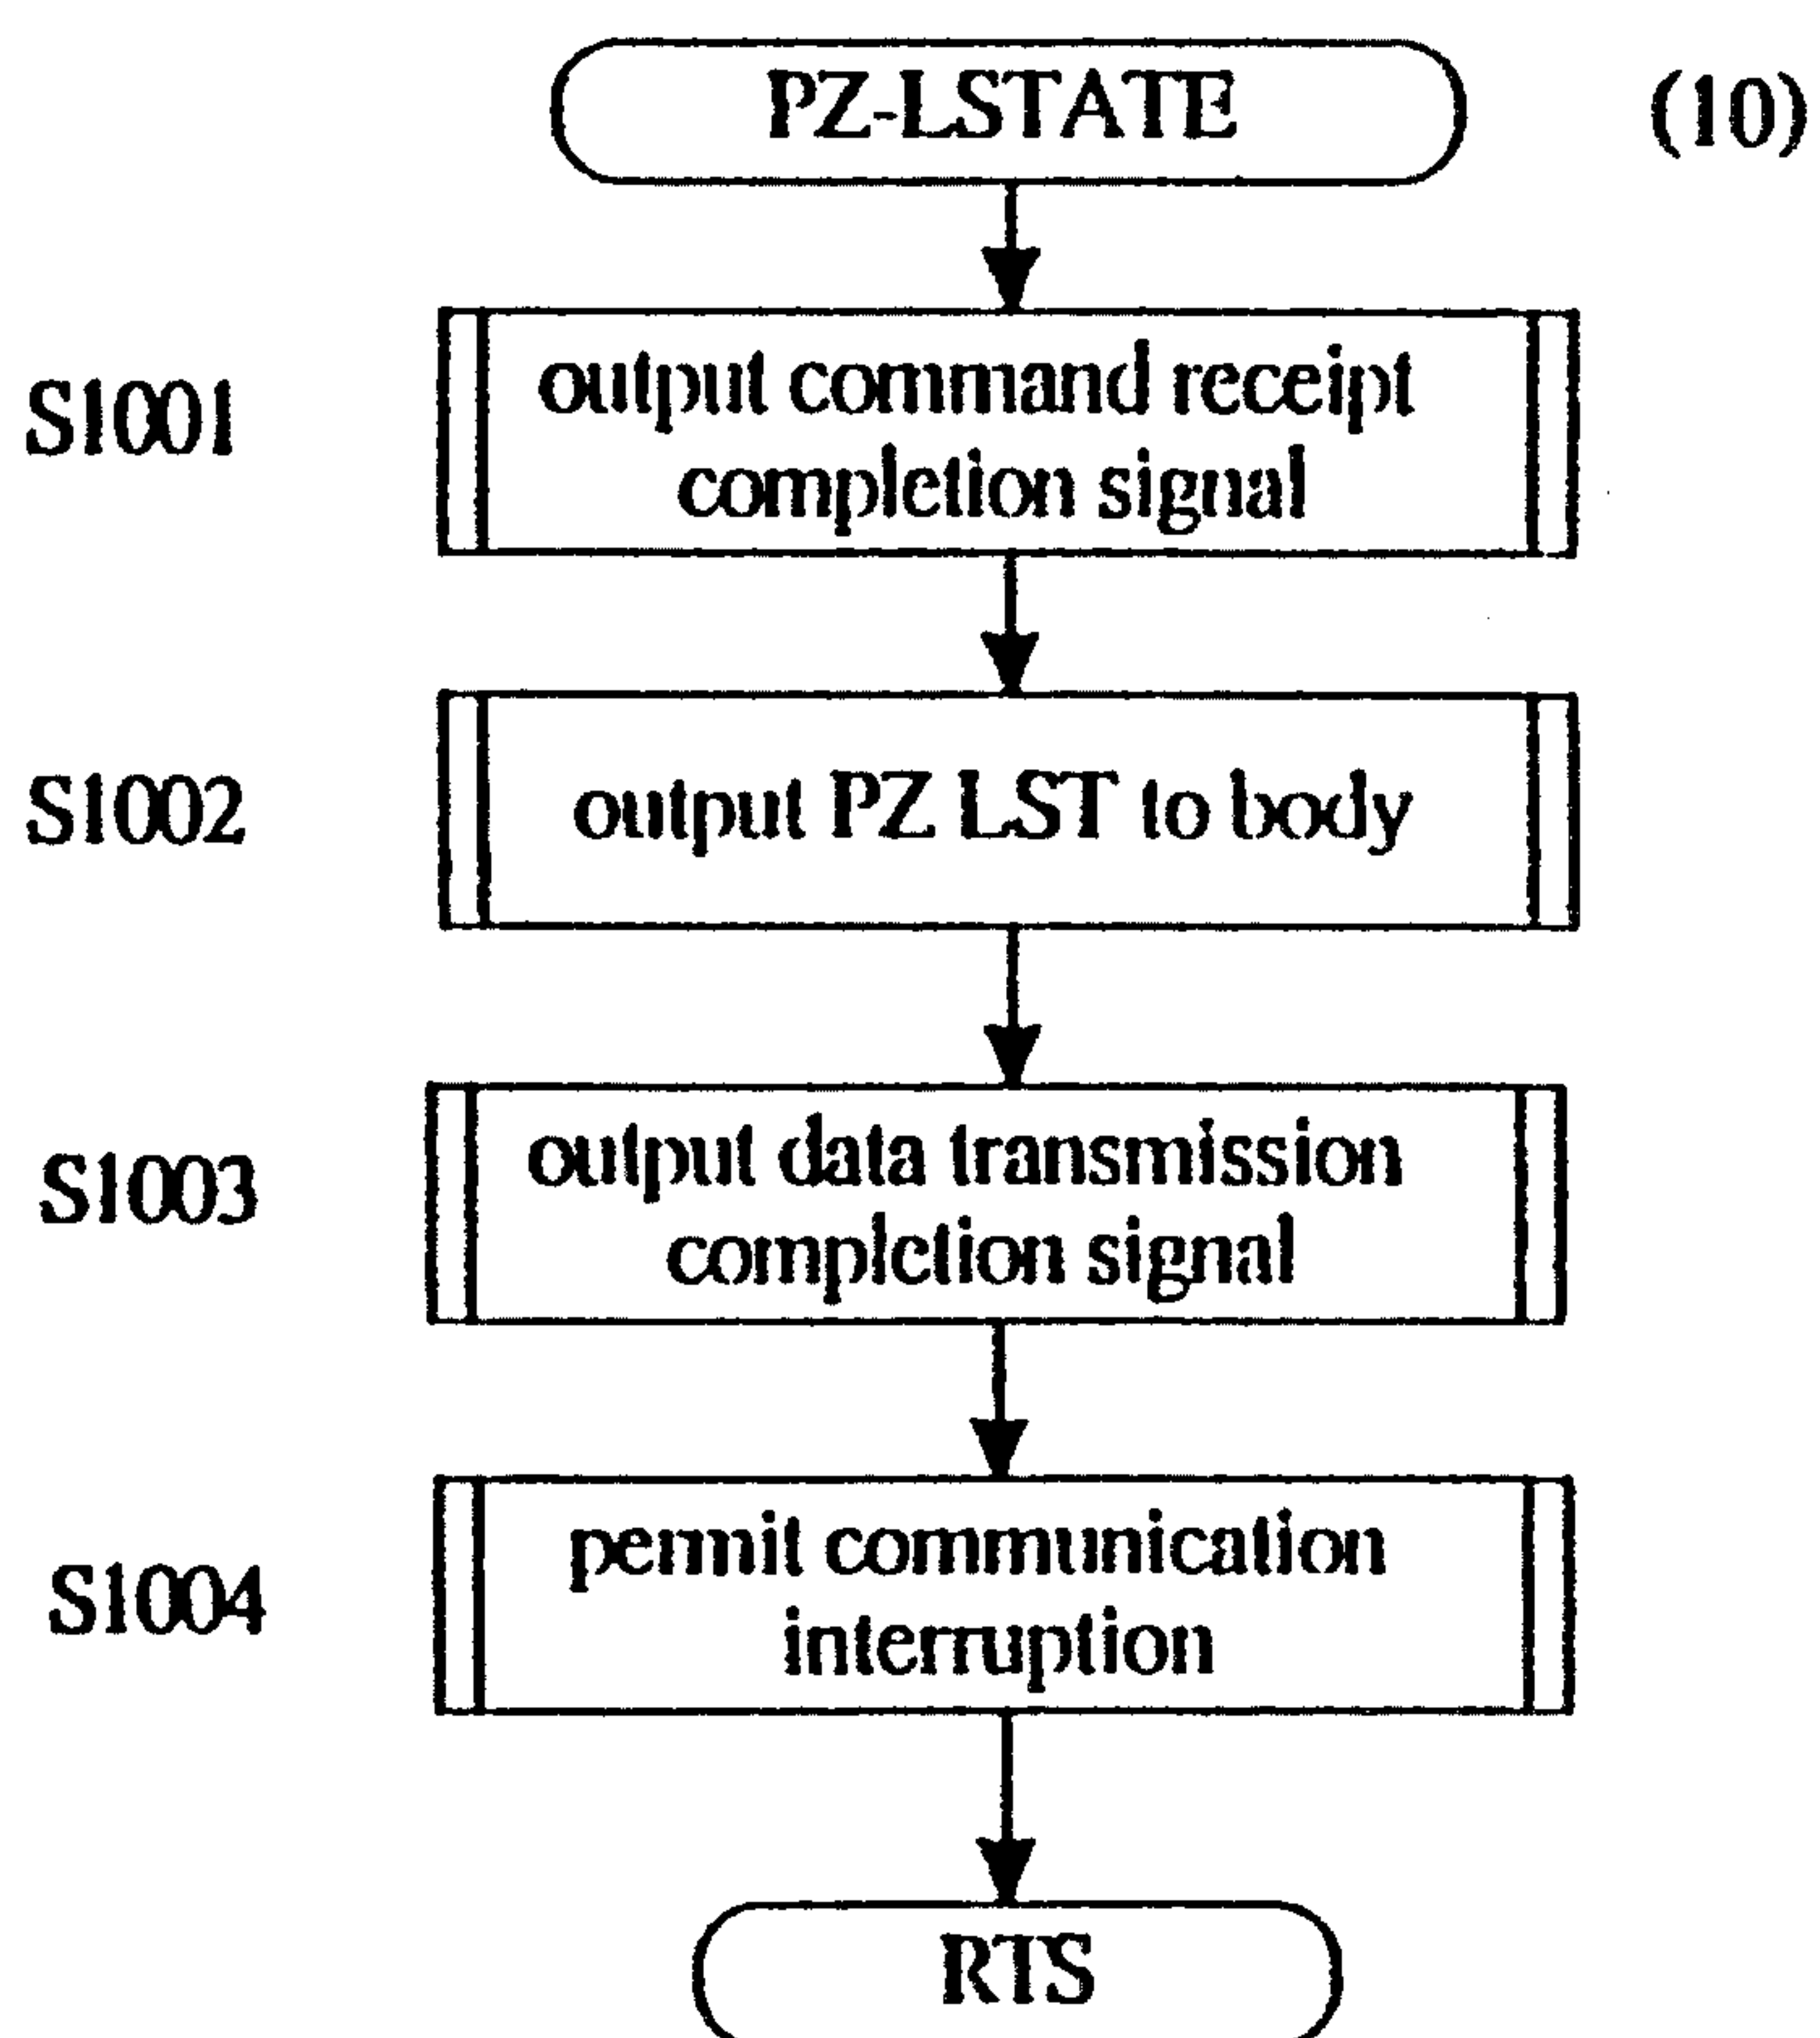 PZ-LSTATE
(10)
S1001
output command receipt
completion signal
S1002
output PZ LST to body
S1003
output data transmission
completion signal
S1004
permit communication
interruption
RTS